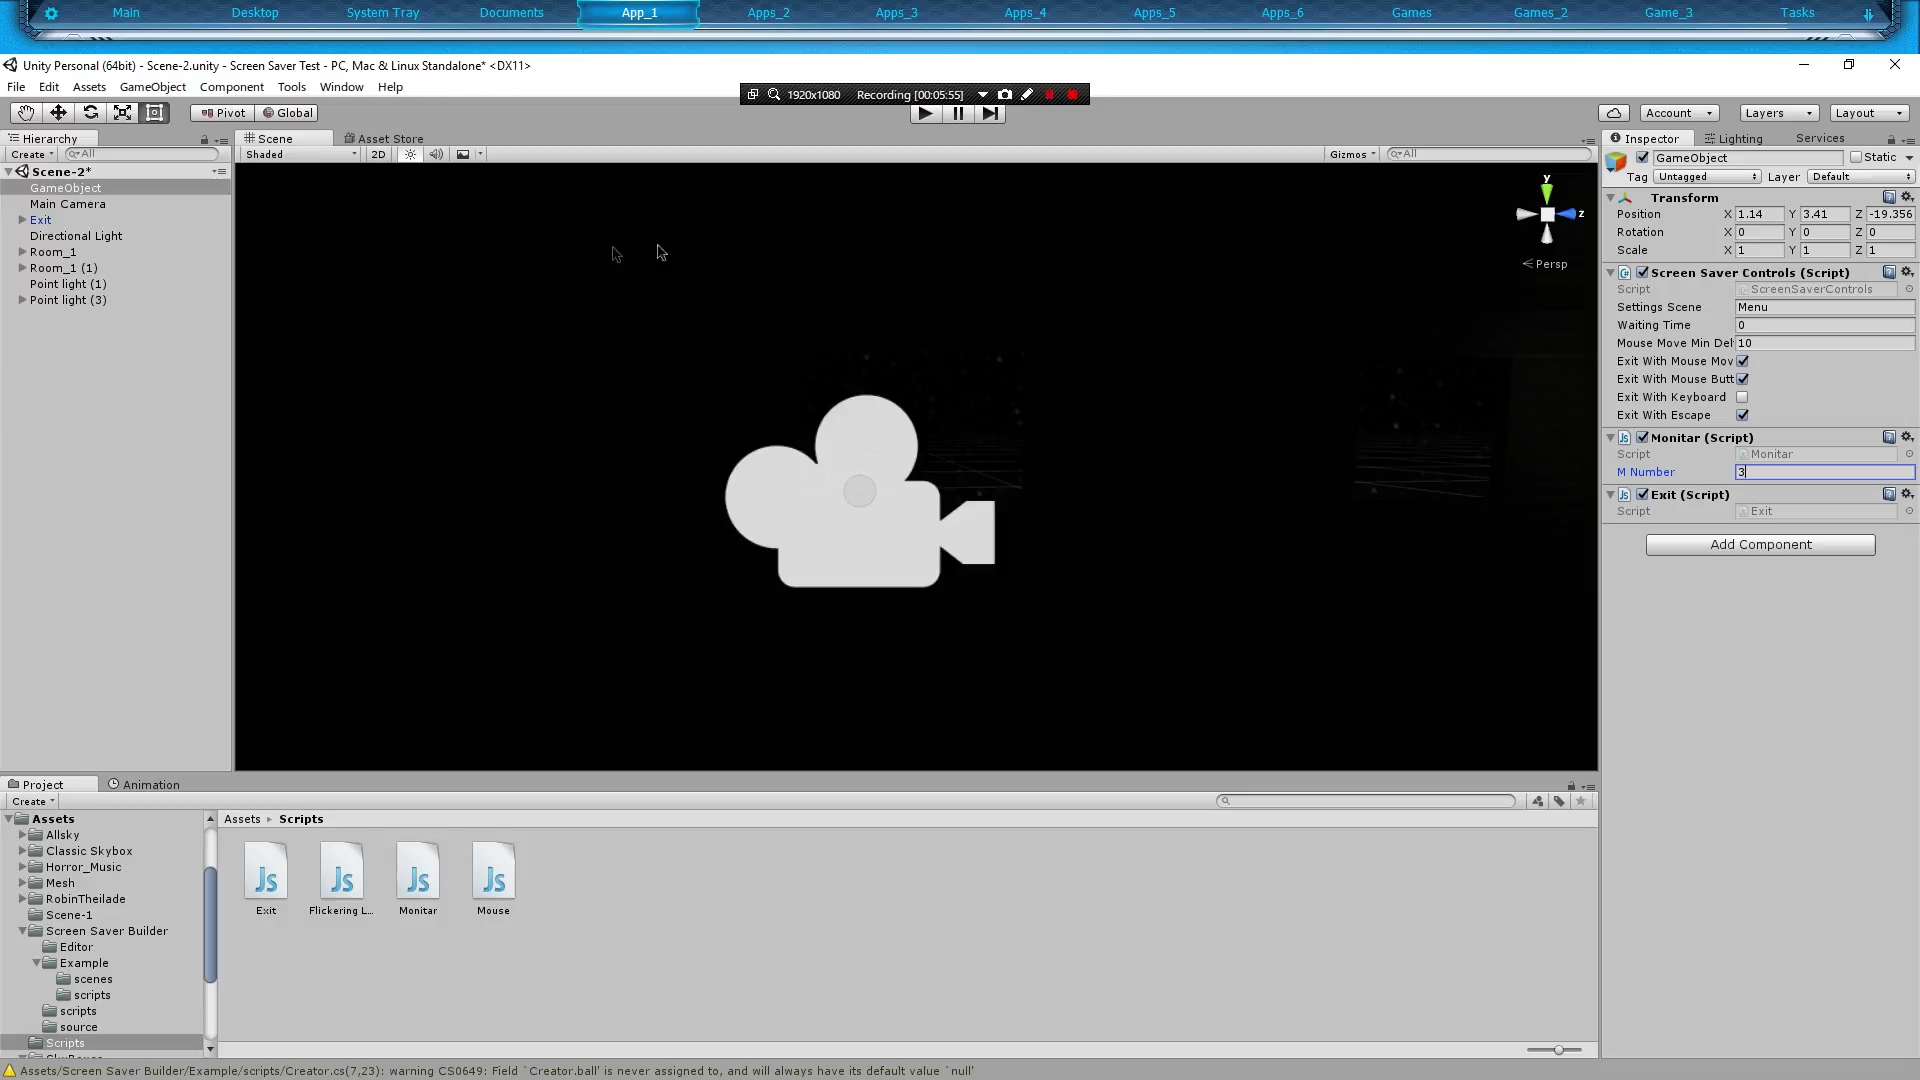 Main Desktop System Tray Documents App_1 Apps_2 Apps_3 Apps_4 Apps_5 Apps_6 Games Games_2 Game_3 Tasks
Unity Personal (64bit) - Scene-2.unity - Screen Saver Test - PC, Mac & Linux Standalone* <DX11>
File Edit Assets GameObject Component Tools Window Help
1920x1080 Recording [00:05:55]
Pivot Global Account Layers Layout
Hierarchy Scene Asset Store Inspector Lighting Services
Create All Shaded 2D Gizmos All
GameObject Static
Scene-2*
Tag Untagged Layer Default
GameObject
Main Camera
Exit
Directional Light
Room_1
Room_1 (1)
Point light (1)
Point light (3)
y
z
Persp
Transform
Position X 1.14 Y 3.41 Z -19.356
Rotation X 0 Y 0 Z 0
Scale X 1 Y 1 Z 1
Screen Saver Controls (Script)
Script ScreenSaverControls
Settings Scene Menu
Waiting Time 0
Mouse Move Min Del 10
Exit With Mouse Mov
Exit With Mouse Butt
Exit With Keyboard
Exit With Escape
Js Monitar (Script)
Script Monitar
M Number 3
Js Exit (Script)
Script Exit
Add Component
Project Animation
Create
Assets
Allsky
Classic Skybox
Horror_Music
Mesh
RobinTheilade
Scene-1
Screen Saver Builder
Editor
Example
scenes
scripts
scripts
source
Scripts
Assets Scripts
Js Js Js Js
Exit Flickering L... Monitar Mouse
Assets/Screen Saver Builder/Example/scripts/Creator.cs(7,23): warning CS0649: Field `Creator.ball' is never assigned to, and will always have its default value `null'